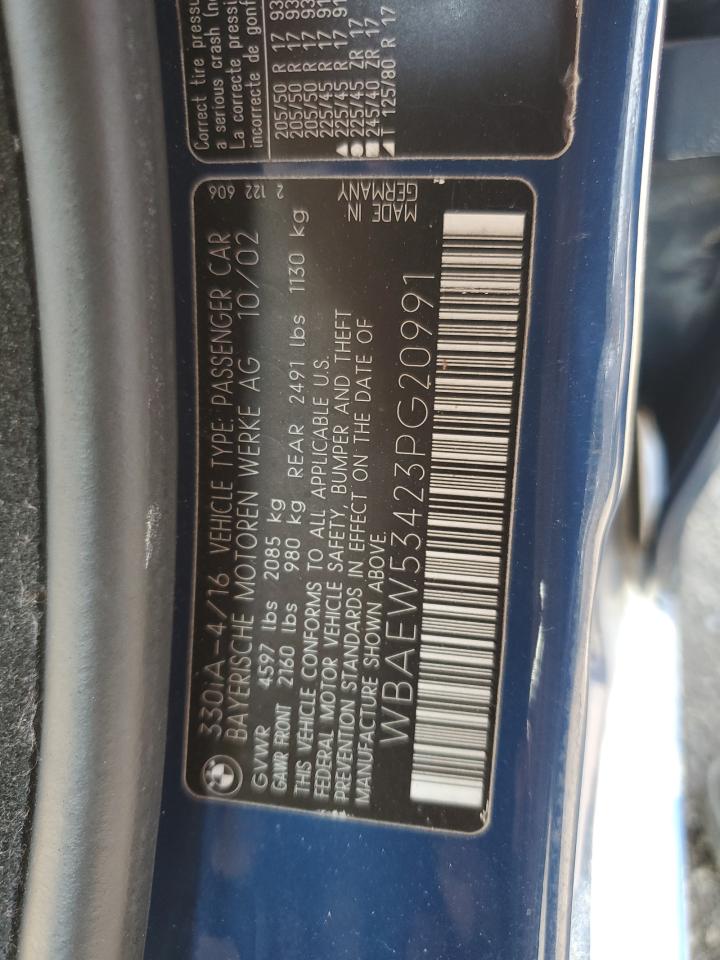 330iA-4/16 VEHICLE TYPE: PASSENGER CAR 2 122 606
BAYERISCHE MOTOREN WERKE AG 10/02
GVWR 4597 lbs 2085 kg
GAWR FRONT 2160 lbs 980 kg REAR 2491 lbs 1130 kg
THIS VEHICLE CONFORMS TO ALL APPLICABLE U.S.
FEDERAL MOTOR VEHICLE SAFETY, BUMPER AND THEFT
PREVENTION STANDARDS IN EFFECT ON THE DATE OF
MANUFACTURE SHOWN ABOVE.
MADE IN
GERMANY
WBAEW53423PG20991
Correct tire
a serious crash
La correcte
incorrecte de
205/50 R 17 93
205/50 R 17 93
205/50 R 17 93
225/45 R 17 91
225/45 R 17 91
225/45 ZR 17
245/40 ZR 17
T 125/80 R 17